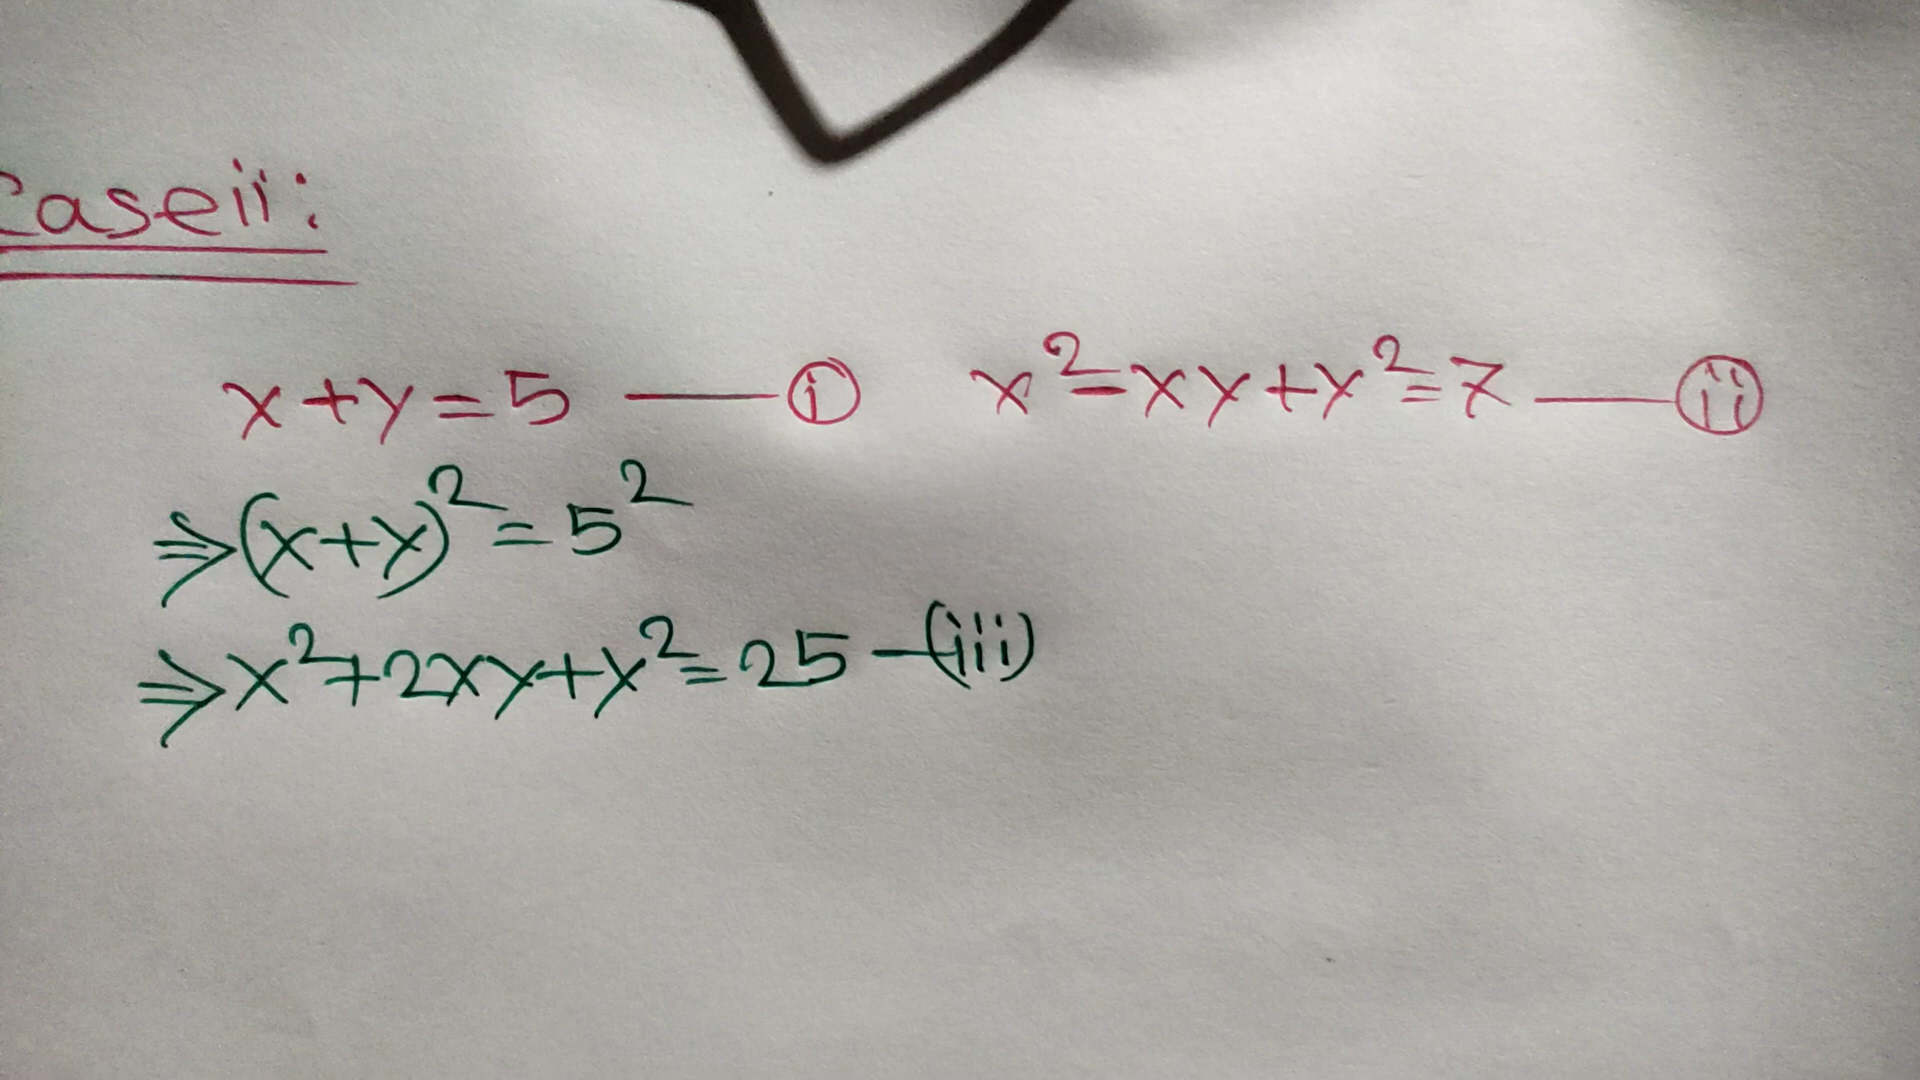 Caseii:
x+y=5 —— (i) x²-xy+y²=7 —— (ii)
⇒(x+y)²=5²
⇒x²+2xy+y²=25 —(iii)